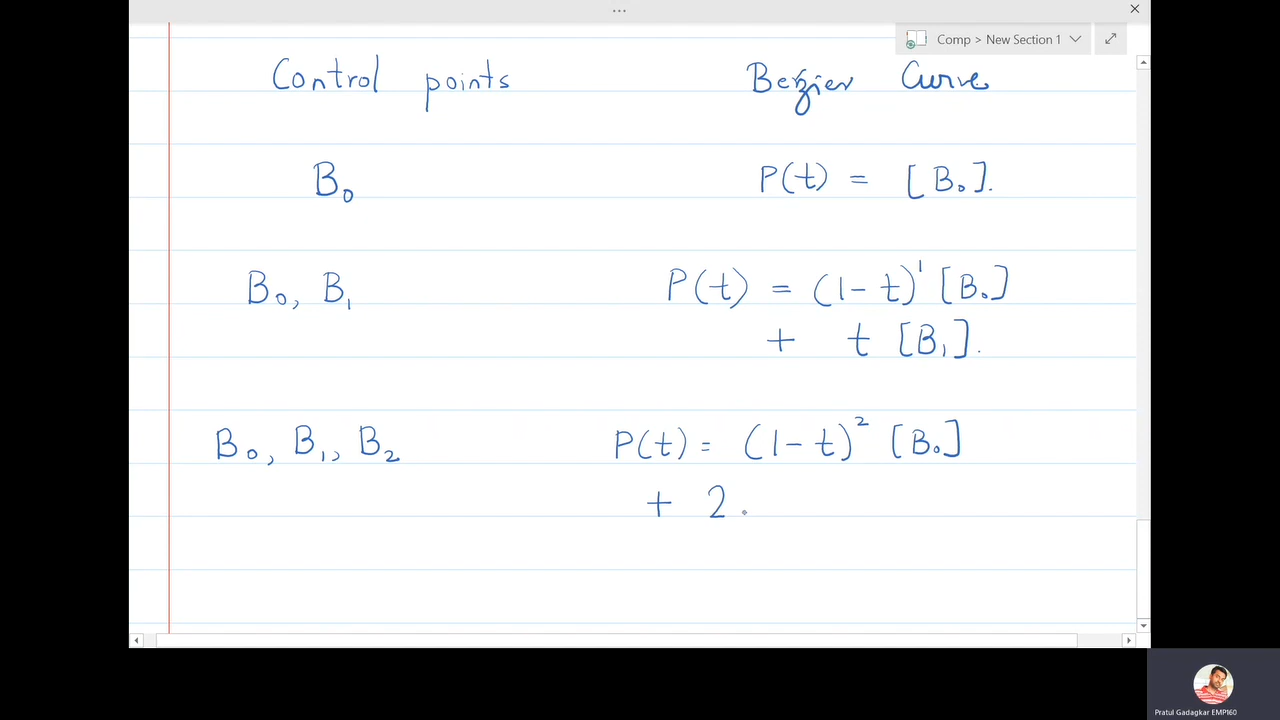 Comp > New Section 1
Control points Bezier Curve
B₀ P(t) = [B₀].
B₀, B₁ P(t) = (1-t)¹ [B₀]
+ t [B₁].
B₀, B₁, B₂ P(t) = (1-t)² [B₀]
+ 2
Pratul Gadagkar EMP160